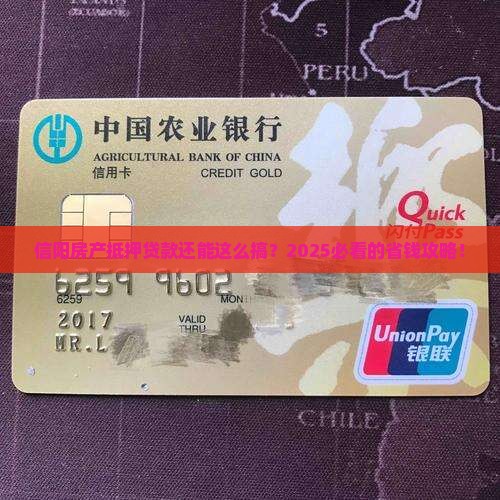 5
PERU
中国农业银行
AGRICULTURAL BANK OF CHINA
信用卡 CREDIT GOLD
Quick
闪付Pass
信阳房产抵押贷款还能这么搞？2025必看的省钱攻略！
6259 9602
6259
MON
2017
VALID
THRU
MR.L
UnionPay
银联
CHILE